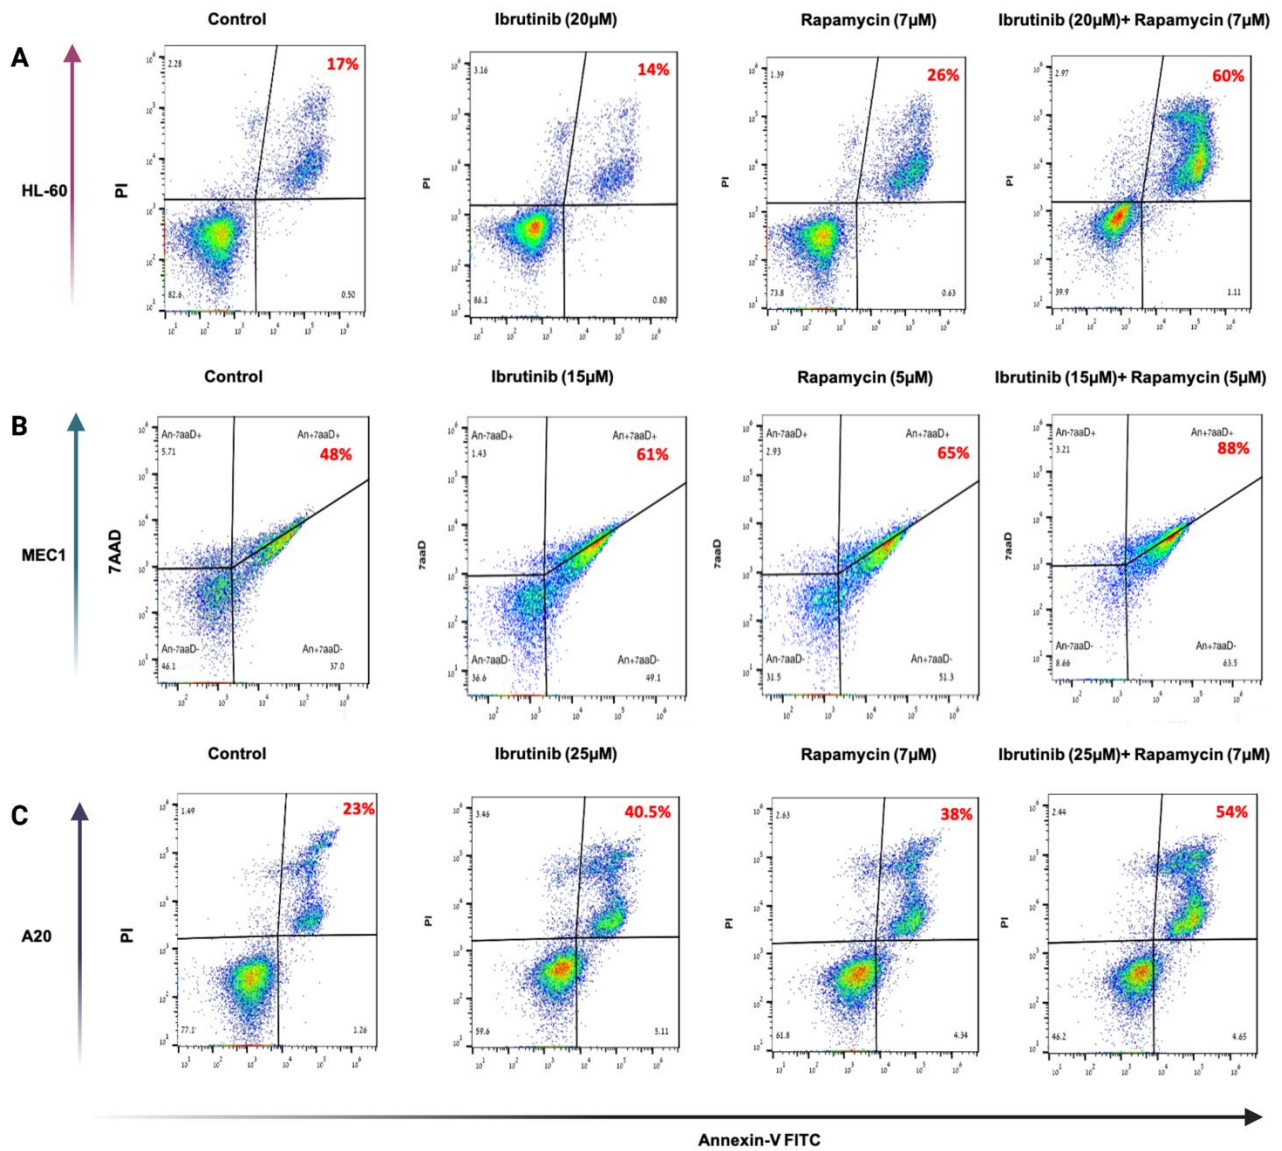 A
HL-60
Control
Ibrutinib (20µM)
Rapamycin (7µM)
Ibrutinib (20µM)+ Rapamycin (7µM)
2.28
17%
82.6
0.50
PI
3.16
14%
86.1
0.80
PI
1.39
26%
73.8
0.63
PI
2.97
60%
39.9
1.11
PI
B
MEC1
Control
Ibrutinib (15µM)
Rapamycin (5µM)
Ibrutinib (15µM)+ Rapamycin (5µM)
An-7aaD+
5.71
An+7aaD+
48%
An-7aaD-
46.1
An+7aaD-
37.0
7AAD
An-7aaD+
1.43
An+7aaD+
61%
An-7aaD-
36.6
An+7aaD-
49.1
7aaD
An-7aaD+
2.93
An+7aaD+
65%
An-7aaD-
31.5
An+7aaD-
51.3
7aaD
An-7aaD+
3.21
An+7aaD+
88%
An-7aaD-
8.66
An+7aaD-
63.5
7aaD
C
A20
Control
Ibrutinib (25µM)
Rapamycin (7µM)
Ibrutinib (25µM)+ Rapamycin (7µM)
1.49
23%
77.1
1.26
PI
3.46
40.5%
59.6
5.11
PI
2.63
38%
61.8
4.34
PI
2.44
54%
46.2
4.65
PI
Annexin-V FITC